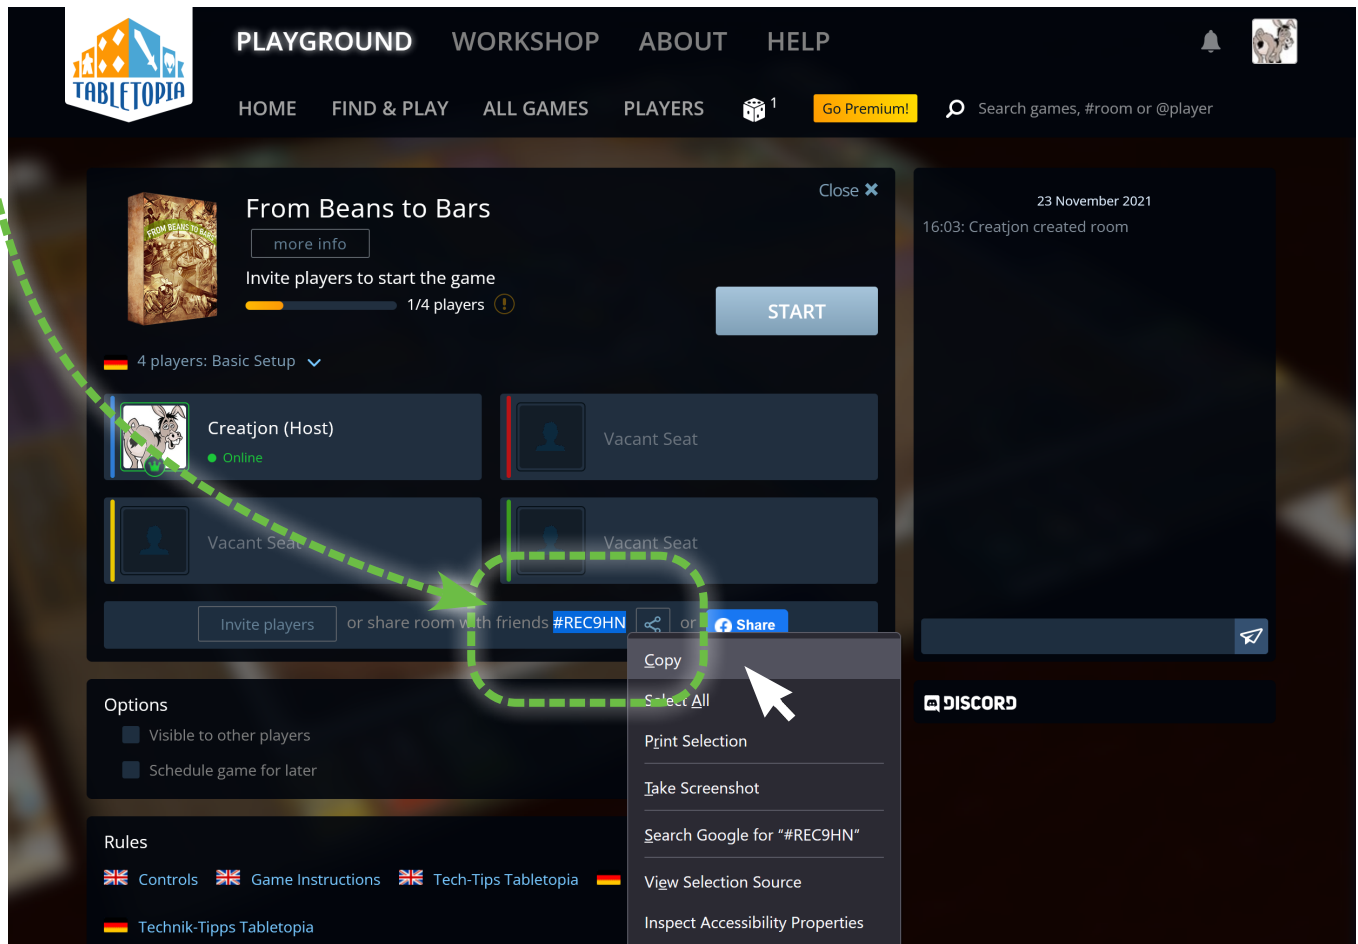 TABLETOPIA
PLAYGROUND WORKSHOP ABOUT HELP
HOME FIND & PLAY ALL GAMES PLAYERS 1 Go Premium! Search games, #room or @player
Close
From Beans to Bars
FROM BEANS TO BARS
more info
Invite players to start the game
1/4 players
START
4 players: Basic Setup
Creatjon (Host)
Online
Vacant Seat
Vacant Seat
Vacant Seat
Invite players or share room with friends #REC9HN or Share
23 November 2021
16:03: Creatjon created room
DISCORD
Copy
Select All
Print Selection
Take Screenshot
Search Google for “#REC9HN”
View Selection Source
Inspect Accessibility Properties
Options
Visible to other players
Schedule game for later
Rules
Controls Game Instructions Tech-Tips Tabletopia
Technik-Tipps Tabletopia